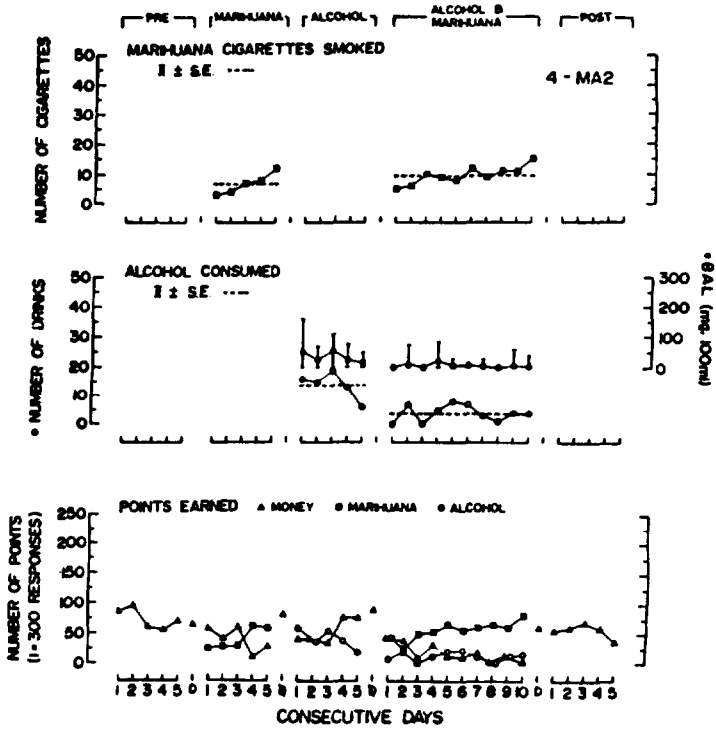 PRE MARIHUANA ALCOHOL ALCOHOL B MARIHUANA POST
MARIHUANA CIGARETTES SMOKED
X̄ ± S.E. ----
4 - MA2
NUMBER OF CIGARETTES
50
40
30
20
10
0
ALCOHOL CONSUMED
X̄ ± S.E. ----
• NUMBER OF DRINKS
50
40
30
20
10
0
300
200
100
0
• BAL (mg. 100ml)
POINTS EARNED ▲ MONEY ■ MARIHUANA ● ALCOHOL
NUMBER OF POINTS
(1=300 RESPONSES)
250
200
150
100
50
0
1 2 3 4 5 D 1 2 3 4 5 D 1 2 3 4 5 D 1 2 3 4 5 6 7 8 9 10 D 1 2 3 4 5
CONSECUTIVE DAYS